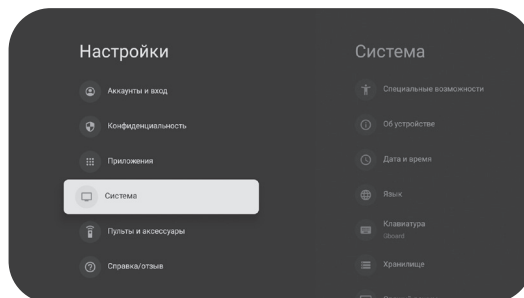 Настройки
Аккаунты и вход
Конфиденциальность
Приложения
Система
Пульты и аксессуары
Справка/отзыв
Система
Специальные возможности
Об устройстве
Дата и время
Язык
Клавиатура
Gboard
Хранилище